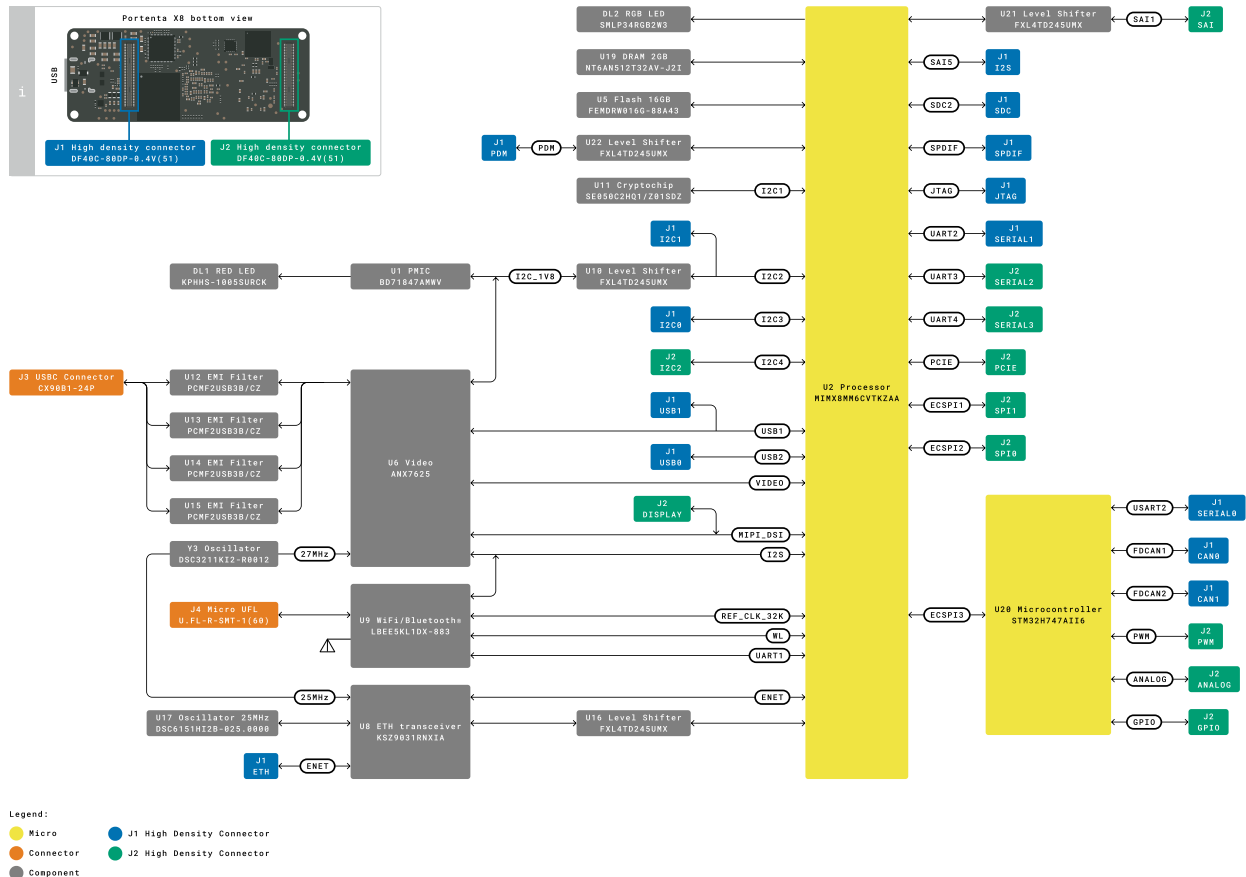 Portenta X8 bottom view
i
USB
J1 High density connector
DF40C-80DP-0.4V(51)
J2 High density connector
DF40C-80DP-0.4V(51)
DL2 RGB LED
SMLP34RGB2W3
U19 DRAM 2GB
NT6AN512T32AV-J2I
U5 Flash 16GB
FEMDRW016G-88A43
J1
PDM
PDM
U22 Level Shifter
FXL4TD245UMX
U11 Cryptochip
SE050C2HQ1/Z01SDZ
I2C1
J1
I2C1
DL1 RED LED
KPHHS-1005SURCK
U1 PMIC
BD71847AMWV
I2C_1V8
U10 Level Shifter
FXL4TD245UMX
I2C2
J1
I2C0
I2C3
J2
I2C2
I2C4
J1
USB1
USB1
J1
USB0
USB2
VIDEO
J2
DISPLAY
MIPI_DSI
I2S
J3 USBC Connector
CX90B1-24P
U12 EMI Filter
PCMF2USB3B/CZ
U13 EMI Filter
PCMF2USB3B/CZ
U14 EMI Filter
PCMF2USB3B/CZ
U15 EMI Filter
PCMF2USB3B/CZ
U6 Video
ANX7625
Y3 Oscillator
DSC3211KI2-R0012
27MHz
J4 Micro UFL
U.FL-R-SMT-1(60)
U9 WiFi/Bluetooth®
LBEE5KL1DX-883
REF_CLK_32K
WL
UART1
25MHz
ENET
U17 Oscillator 25MHz
DSC6151HI2B-025.0000
U8 ETH transceiver
KSZ9031RNXIA
U16 Level Shifter
FXL4TD245UMX
J1
ETH
ENET
U2 Processor
MIMX8MM6CVTKZAA
U21 Level Shifter
FXL4TD245UMX
SAI1
J2
SAI
SAI5
J1
I2S
SDC2
J1
SDC
SPDIF
J1
SPDIF
JTAG
J1
JTAG
UART2
J1
SERIAL1
UART3
J2
SERIAL2
UART4
J2
SERIAL3
PCIE
J2
PCIE
ECSPI1
J2
SPI1
ECSPI2
J2
SPI0
ECSPI3
U20 Microcontroller
STM32H747AII6
USART2
J1
SERIAL0
FDCAN1
J1
CAN0
FDCAN2
J1
CAN1
PWM
J2
PWM
ANALOG
J2
ANALOG
GPIO
J2
GPIO
Legend:
Micro
J1 High Density Connector
Connector
J2 High Density Connector
Component